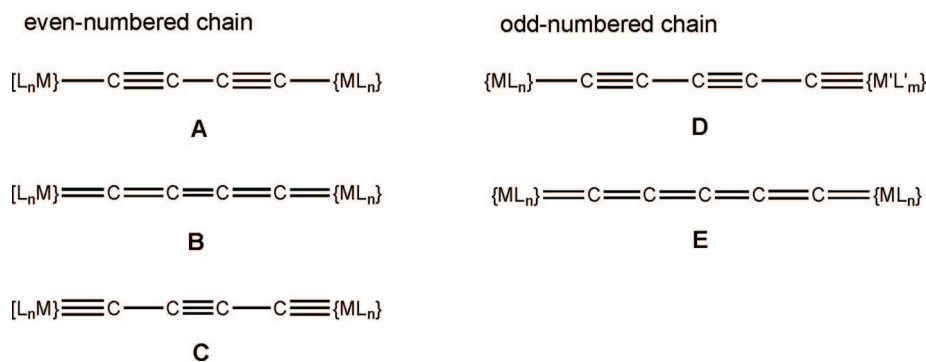 even-numbered chain
odd-numbered chain
[LnM} C C C C {MLn}
{MLn} C C C C C {M'L'm}
A
D
[LnM} C C C C {MLn}
{MLn} C C C C C {MLn}
B
E
[LnM} C C C C {MLn}
C